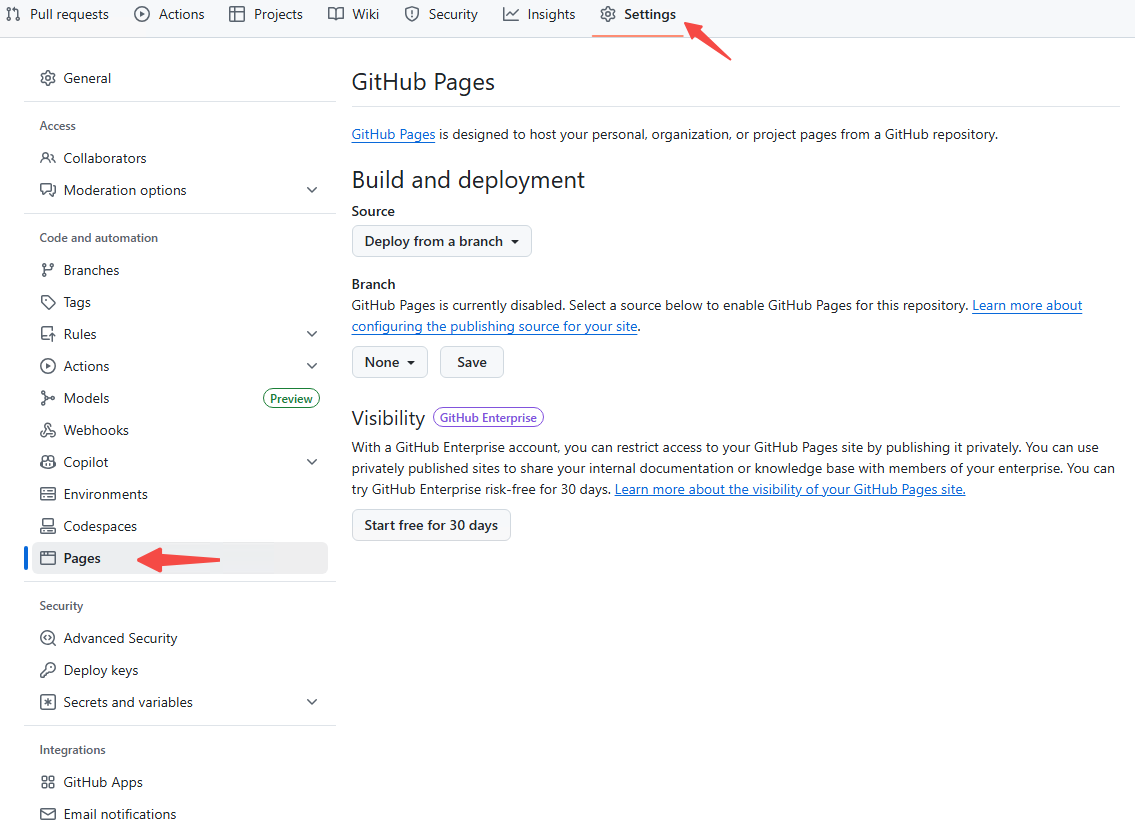 Pull requests
Actions
Projects
Wiki
Security
Insights
Settings
General
Access
Collaborators
Moderation options
Code and automation
Branches
Tags
Rules
Actions
Models
Preview
Webhooks
Copilot
Environments
Codespaces
Pages
Security
Advanced Security
Deploy keys
Secrets and variables
Integrations
GitHub Apps
Email notifications
GitHub Pages
GitHub Pages is designed to host your personal, organization, or project pages from a GitHub repository.
Build and deployment
Source
Deploy from a branch
Branch
GitHub Pages is currently disabled. Select a source below to enable GitHub Pages for this repository. Learn more about
configuring the publishing source for your site.
None
Save
Visibility
GitHub Enterprise
With a GitHub Enterprise account, you can restrict access to your GitHub Pages site by publishing it privately. You can use
privately published sites to share your internal documentation or knowledge base with members of your enterprise. You can
try GitHub Enterprise risk-free for 30 days. Learn more about the visibility of your GitHub Pages site.
Start free for 30 days